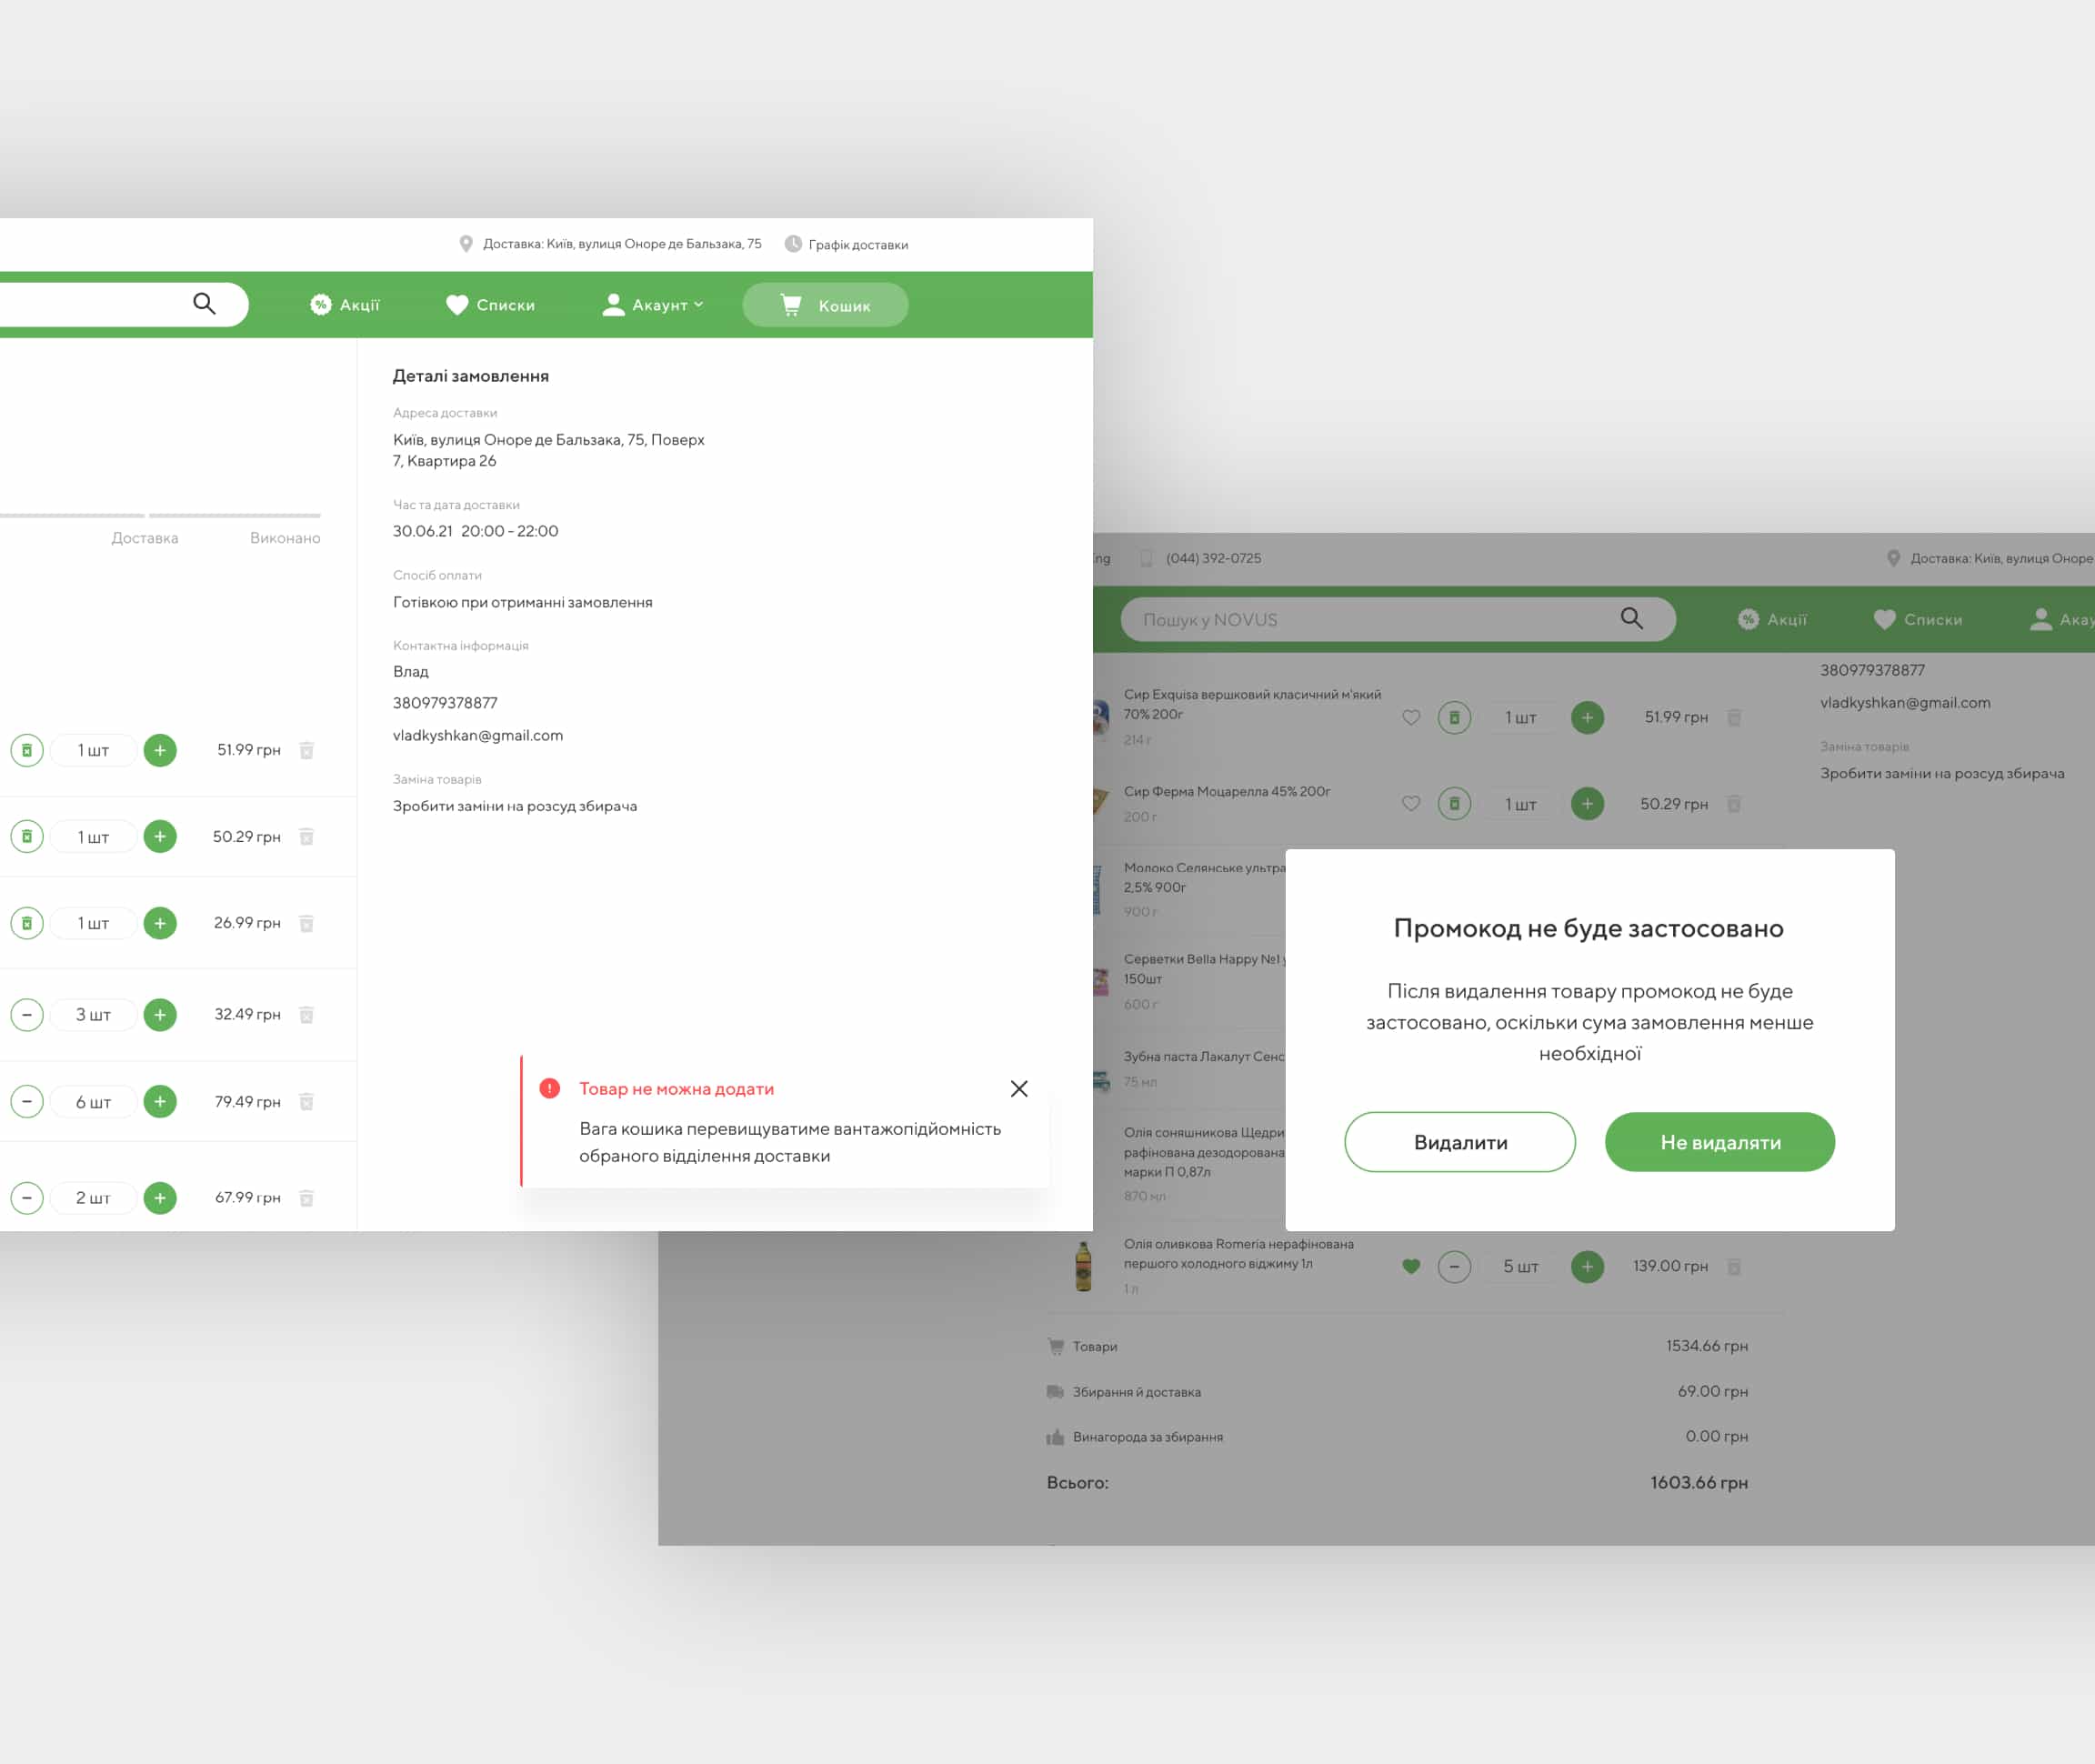 Доставка: Київ, вулиця Оноре де Бальзака, 75
Графік доставки
Акції
Списки
Акаунт
Кошик
Доставка
Виконано
1 шт
51.99 грн
1 шт
50.29 грн
1 шт
26.99 грн
3 шт
32.49 грн
6 шт
79.49 грн
2 шт
67.99 грн
Деталі замовлення
Адреса доставки
Київ, вулиця Оноре де Бальзака, 75, Поверх
7, Квартира 26
Час та дата доставки
30.06.21 20:00 - 22:00
Спосіб оплати
Готівкою при отриманні замовлення
Контактна інформація
Влад
380979378877
vladkyshkan@gmail.com
Заміна товарів
Зробити заміни на розсуд збирача
Товар не можна додати
Вага кошика перевищуватиме вантажопідйомність
обраного відділення доставки
(044) 392-0725
Доставка: Київ, вулиця Оноре
Пошук у NOVUS
Акції
Списки
Сир Exquisa вершковий класичний м'який
70% 200г
214 г
1 шт
51.99 грн
Сир Ферма Моцарелла 45% 200г
200 г
1 шт
50.29 грн
Молоко Селянське ультра
2,5% 900г
900 г
Серветки Bella Happy №1
150шт
600 г
Зубна паста Лакалут Сенс
75 мл
Олія соняшникова Щедри
рафінована дезодорована
марки П 0,87л
870 мл
Олія оливкова Romeria нерафінована
першого холодного віджиму 1л
1 л
5 шт
139.00 грн
Товари
1534.66 грн
Збирання й доставка
69.00 грн
Винагорода за збирання
0.00 грн
Всього:
1603.66 грн
380979378877
vladkyshkan@gmail.com
Заміна товарів
Зробити заміни на розсуд збирача
Промокод не буде застосовано
Після видалення товару промокод не буде
застосовано, оскільки сума замовлення менше
необхідної
Видалити
Не видаляти